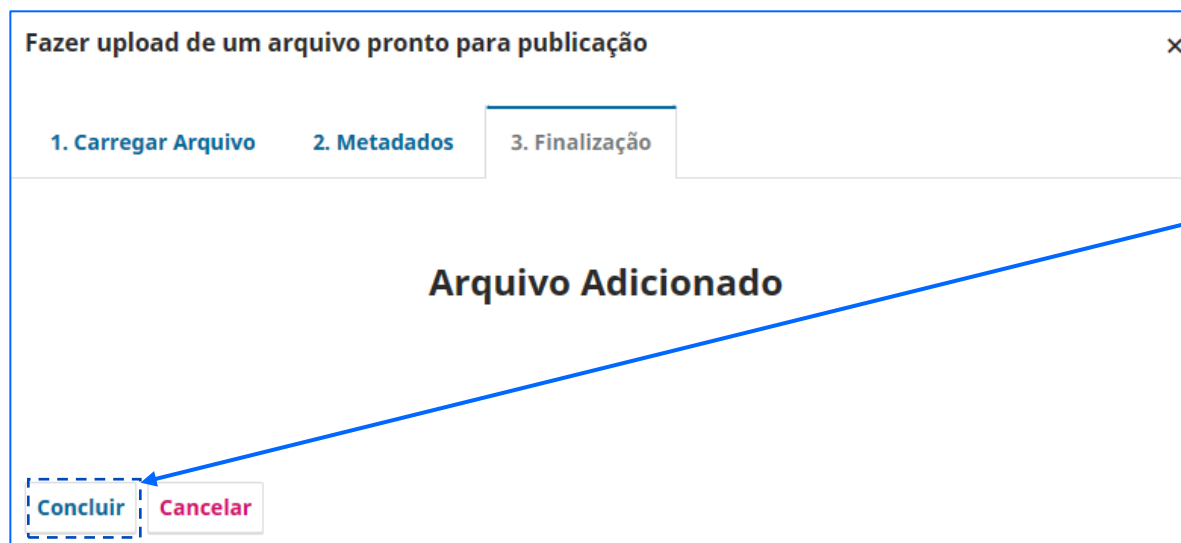 Fazer upload de um arquivo pronto para publicação ×
1. Carregar Arquivo 2. Metadados 3. Finalização
Arquivo Adicionado
Concluir Cancelar